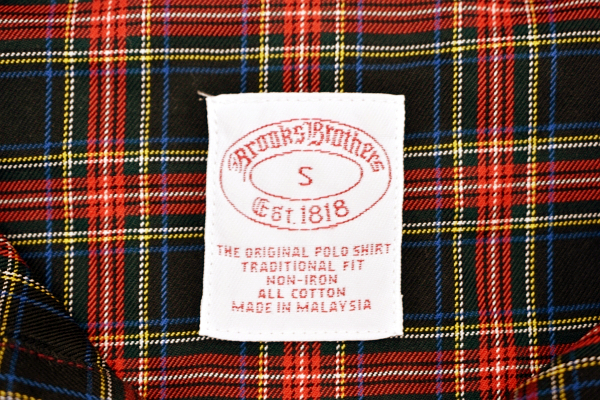 Brooks Brothers
S
Est. 1818
THE ORIGINAL POLO SHIRT
TRADITIONAL FIT
NON-IRON
ALL COTTON
MADE IN MALAYSIA